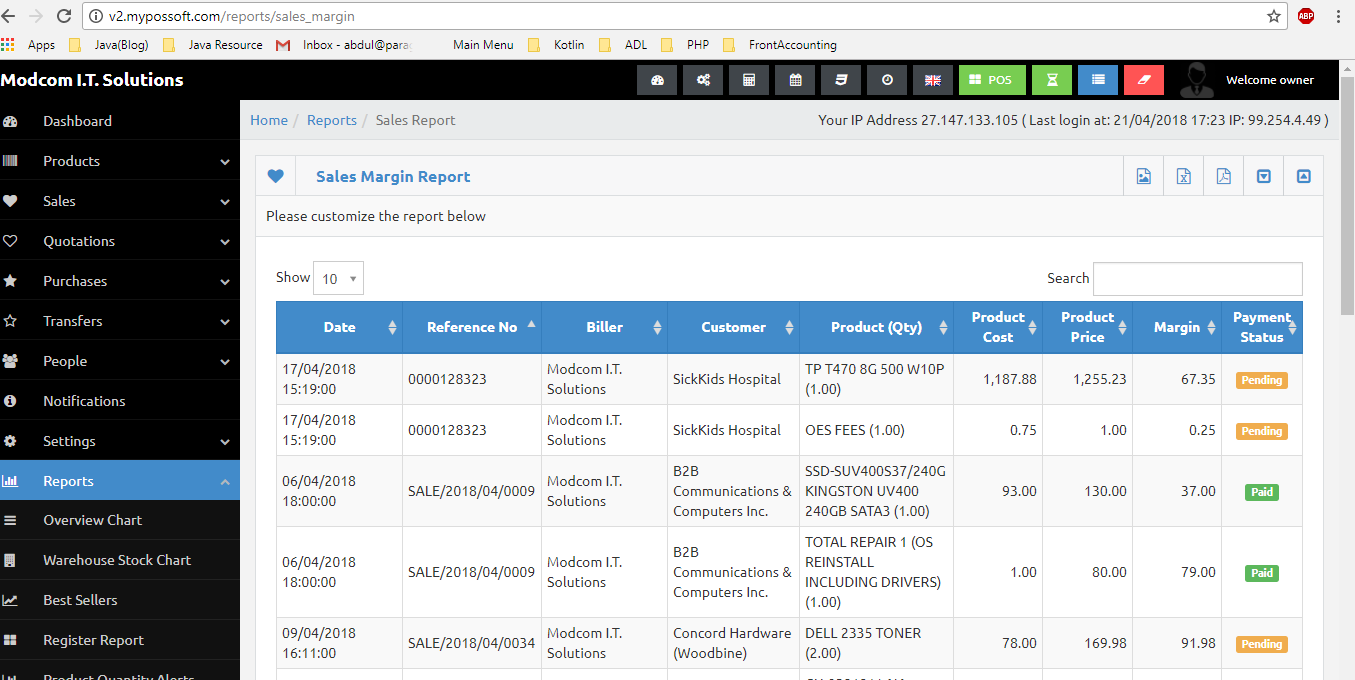 v2.mypossoft.com/reports/sales_margin
ABP
Apps Java(Blog) Java Resource Inbox - abdul@parag Main Menu Kotlin ADL PHP FrontAccounting
Modcom I.T. Solutions
POS
Welcome owner
Dashboard
Products
Sales
Quotations
Purchases
Transfers
People
Notifications
Settings
Reports
Overview Chart
Warehouse Stock Chart
Best Sellers
Register Report
Product Quantity Alerts
Home / Reports / Sales Report
Your IP Address 27.147.133.105 ( Last login at: 21/04/2018 17:23 IP: 99.254.4.49 )
Sales Margin Report
Please customize the report below
Show 10
Search
Date Reference No Biller Customer Product (Qty) Product Cost Product Price Margin Payment Status
17/04/2018 15:19:00 0000128323 Modcom I.T. Solutions SickKids Hospital TP T470 8G 500 W10P (1.00) 1,187.88 1,255.23 67.35 Pending
17/04/2018 15:19:00 0000128323 Modcom I.T. Solutions SickKids Hospital OES FEES (1.00) 0.75 1.00 0.25 Pending
06/04/2018 18:00:00 SALE/2018/04/0009 Modcom I.T. Solutions B2B Communications & Computers Inc. SSD-SUV400S37/240G KINGSTON UV400 240GB SATA3 (1.00) 93.00 130.00 37.00 Paid
06/04/2018 18:00:00 SALE/2018/04/0009 Modcom I.T. Solutions B2B Communications & Computers Inc. TOTAL REPAIR 1 (OS REINSTALL INCLUDING DRIVERS) (1.00) 1.00 80.00 79.00 Paid
09/04/2018 16:11:00 SALE/2018/04/0034 Modcom I.T. Solutions Concord Hardware (Woodbine) DELL 2335 TONER (2.00) 78.00 169.98 91.98 Pending